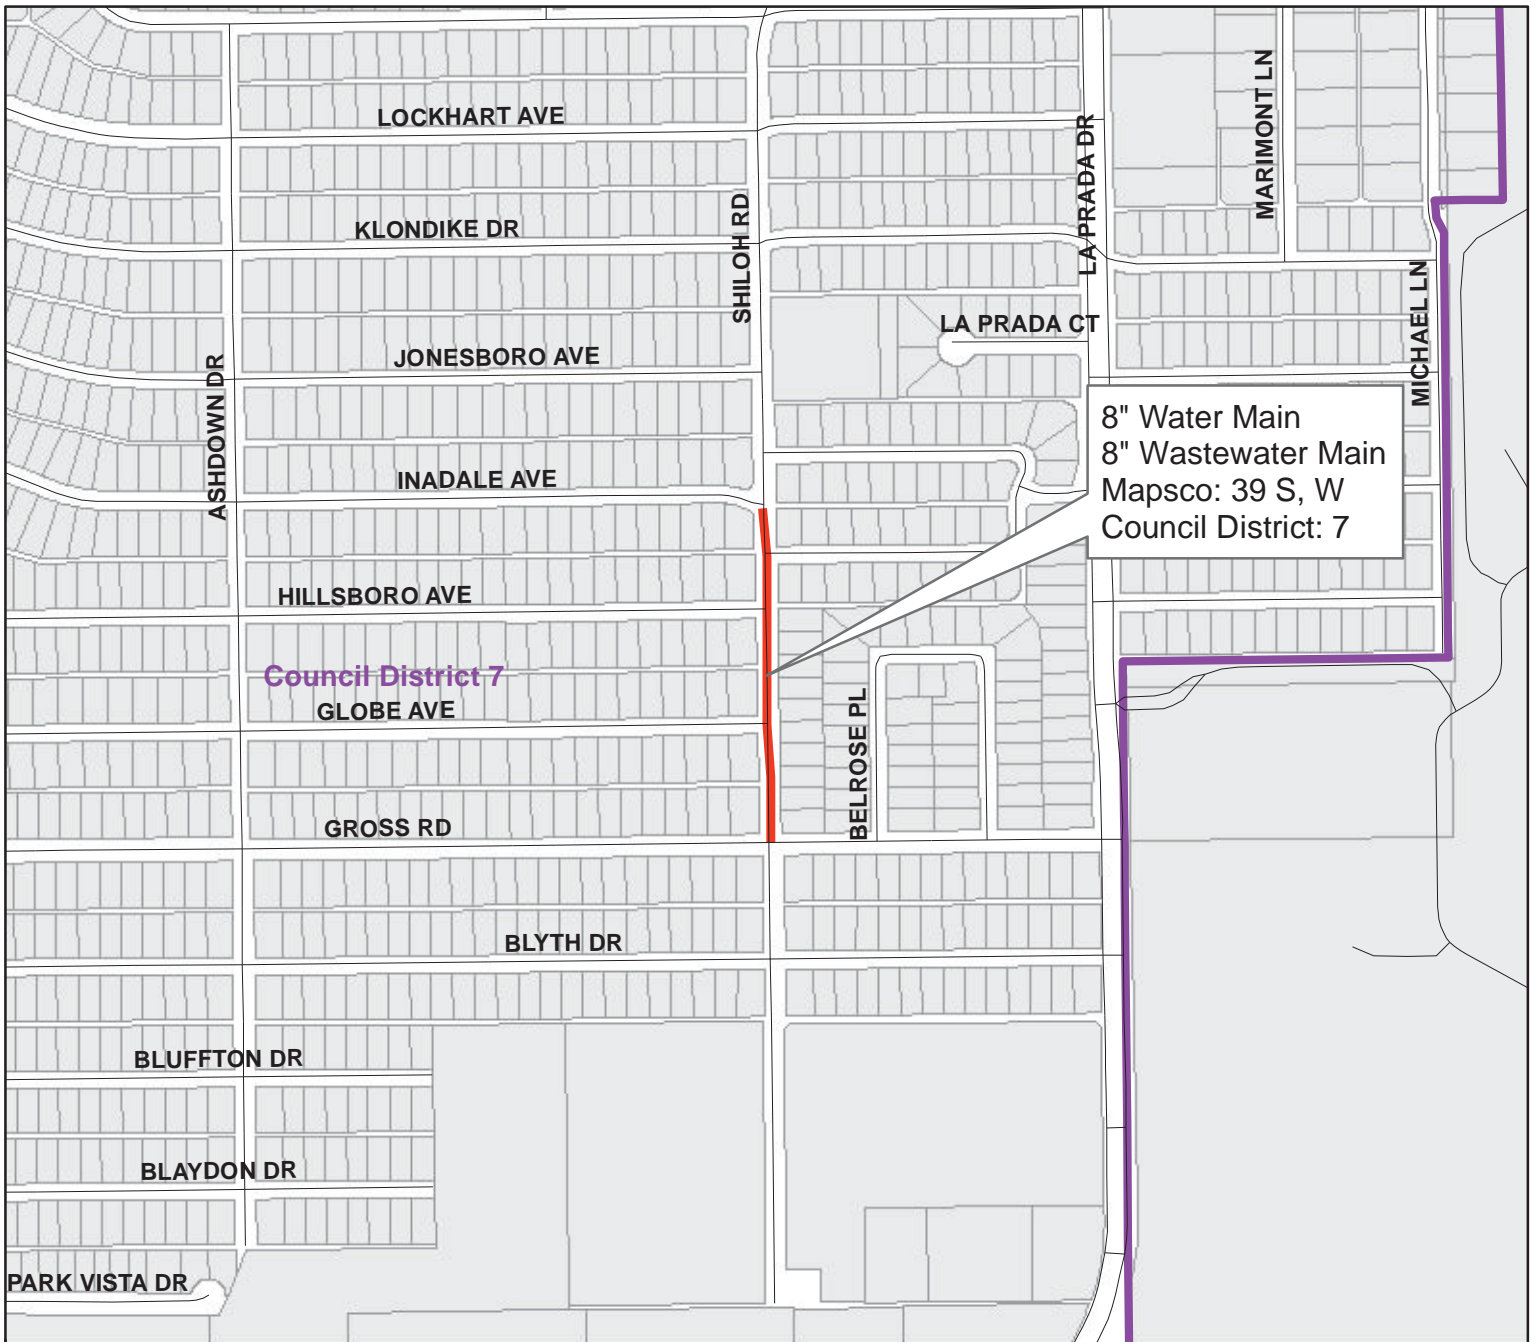 LOCKHART AVE
MARIMONT LN
LA PRADA DR
KLONDIKE DR
SHILOH RD
LA PRADA CT
MICHAEL LN
JONESBORO AVE
ASHDOWN DR
8" Water Main
8" Wastewater Main
Mapsco: 39 S, W
Council District: 7
INADALE AVE
HILLSBORO AVE
Council District 7
GLOBE AVE
BELROSE PL
GROSS RD
BLYTH DR
BLUFFTON DR
BLAYDON DR
PARK VISTA DR